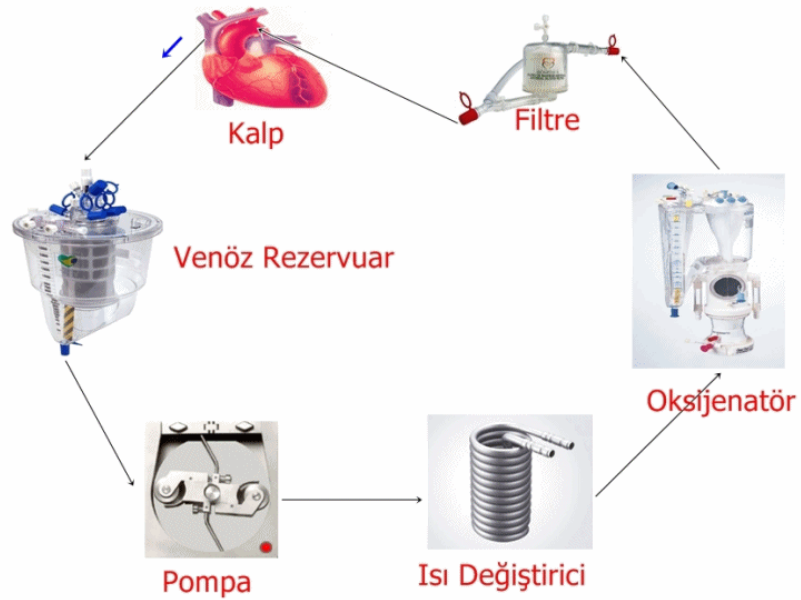 Kalp
Filtre
Venöz Rezervuar
Oksijenatör
Pompa
Isı Değiştirici